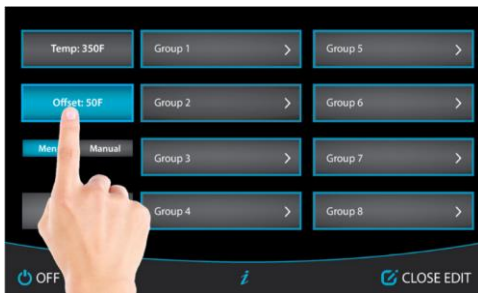 Temp: 350F
Group 1
Group 5
Offset: 50F
Group 2
Group 6
Manual
Group 3
Group 7
Group 4
Group 8
OFF
i
CLOSE EDIT